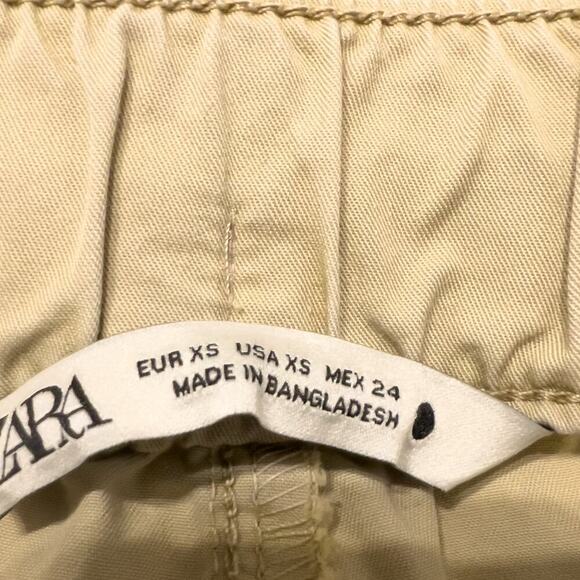 ZARA
EUR XS USA XS MEX 24
MADE IN BANGLADESH